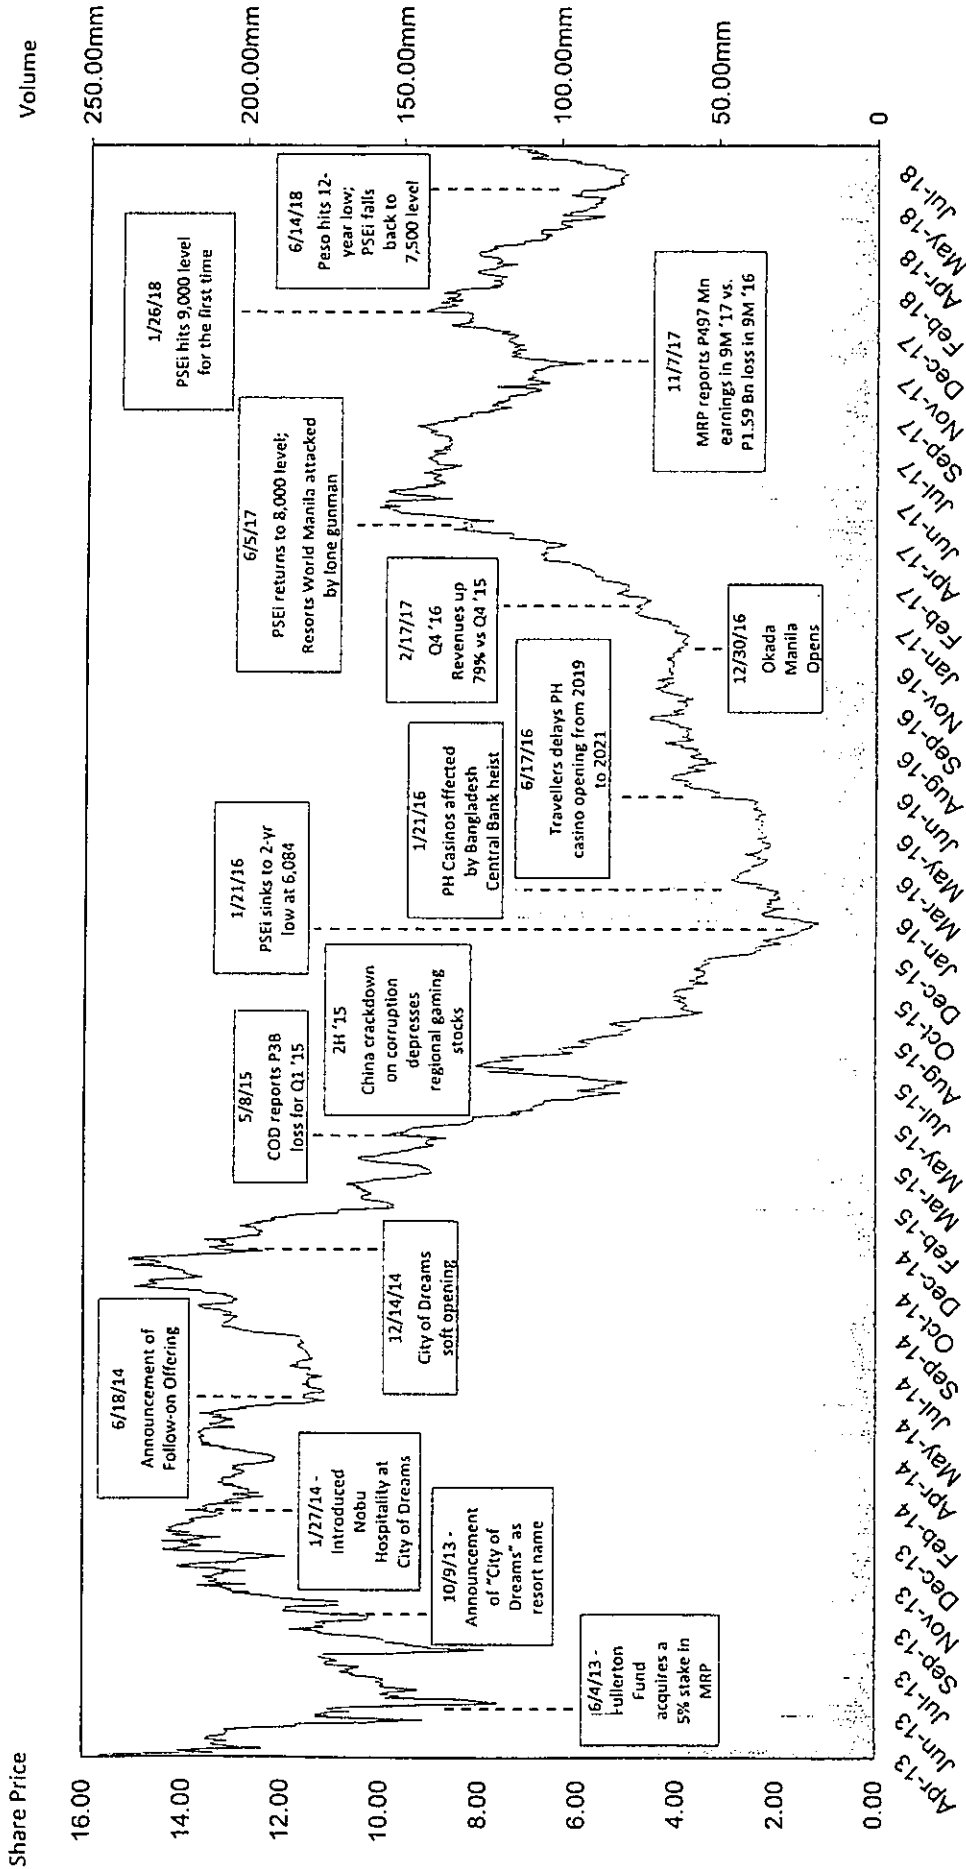 Share Price
Volume
16.00
14.00
12.00
10.00
8.00
6.00
4.00
2.00
0.00
250.00mm
200.00mm
150.00mm
100.00mm
50.00mm
0
6/4/13 -
Fullerton
Fund
acquires a
5% stake in
MRP
10/9/13 -
Announcement
of "City of
Dreams" as
resort name
1/27/14 -
Introduced
Nobu
Hospitality at
City of Dreams
6/18/14
Announcement of
Follow-on Offering
12/14/14
City of Dreams
soft opening
5/8/15
COD reports P3B
loss for Q1 '15
2H '15
China crackdown
on corruption
depresses
regional gaming
stocks
1/21/16
PSEi sinks to 2-yr
low at 6,084
1/21/16
PH Casinos affected
by Bangladesh
Central Bank heist
6/17/16
Travellers delays PH
casino opening from 2019
to 2021
12/30/16
Okada
Manila
Opens
2/17/17
Q4 '16
Revenues up
79% vs Q4 '15
6/5/17
PSEi returns to 8,000 level;
Resorts World Manila attacked
by lone gunman
11/7/17
MRP reports P497 Mn
earnings in 9M '17 vs.
P1.59 Bn loss in 9M '16
1/26/18
PSEi hits 9,000 level
for the first time
6/14/18
Peso hits 12-
year low;
PSEi falls
back to
7,500 level
Apr-13
Jun-13
Jul-13
Sep-13
Nov-13
Dec-13
Feb-14
Apr-14
May-14
Jul-14
Sep-14
Oct-14
Dec-14
Feb-15
Mar-15
May-15
Jul-15
Aug-15
Oct-15
Dec-15
Jan-16
Mar-16
May-16
Jun-16
Aug-16
Sep-16
Nov-16
Jan-17
Feb-17
Apr-17
Jun-17
Jul-17
Sep-17
Nov-17
Dec-17
Feb-18
Apr-18
May-18
Jul-18